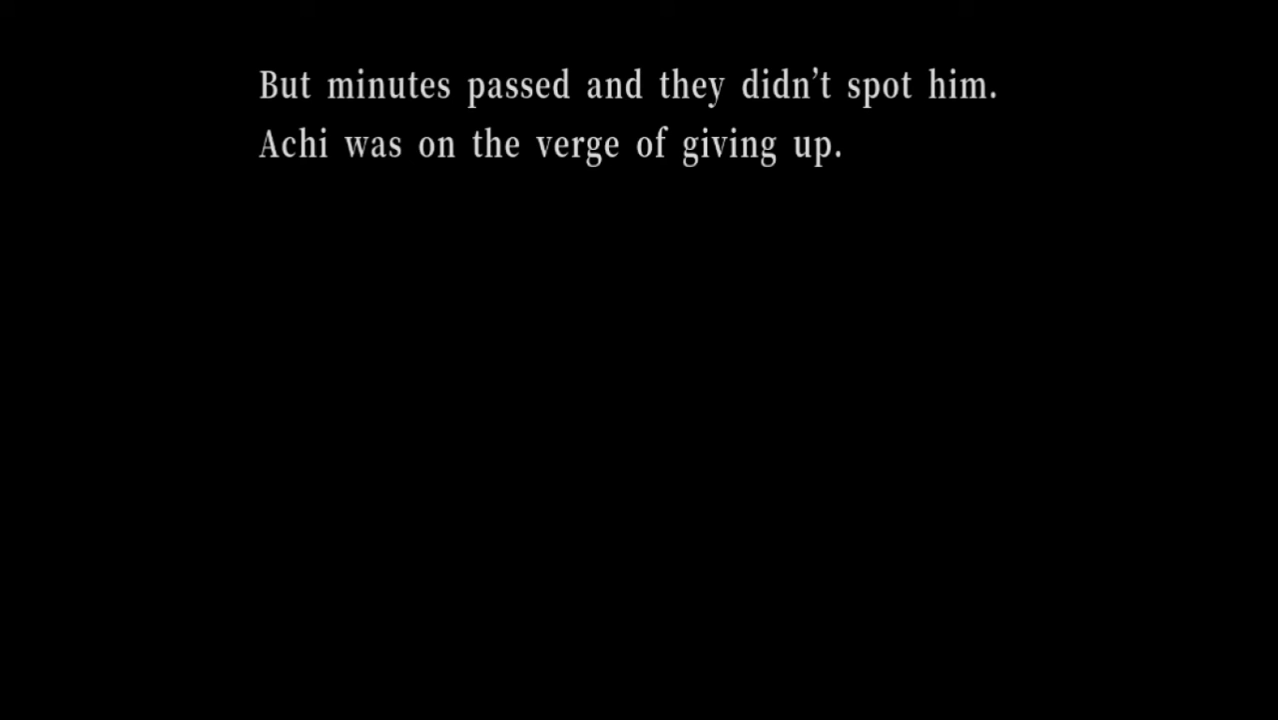 But minutes passed and they didn’t spot him.
Achi was on the verge of giving up.